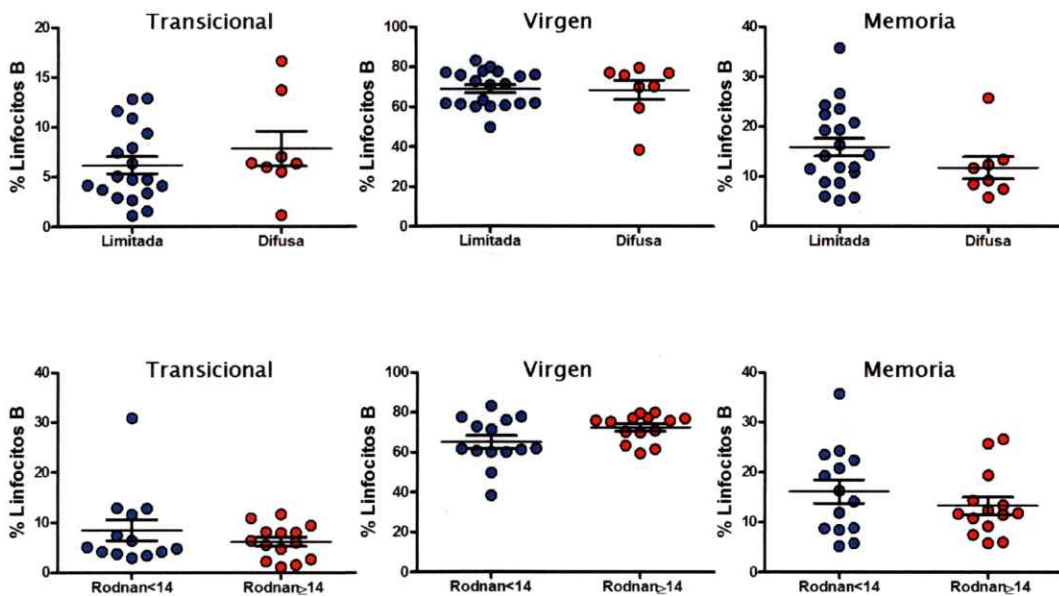 Transicional
Virgen
Memoria
% Linfocitos B
20
15
10
5
0
Limitada
Difusa
% Linfocitos B
100
80
60
40
20
0
Limitada
Difusa
% Linfocitos B
40
30
20
10
0
Limitada
Difusa
Transicional
Virgen
Memoria
% Linfocitos B
40
30
20
10
0
Rodnan<14
Rodnan≥14
% Linfocitos B
100
80
60
40
20
0
Rodnan<14
Rodnan≥14
% Linfocitos B
40
30
20
10
0
Rodnan<14
Rodnan≥14